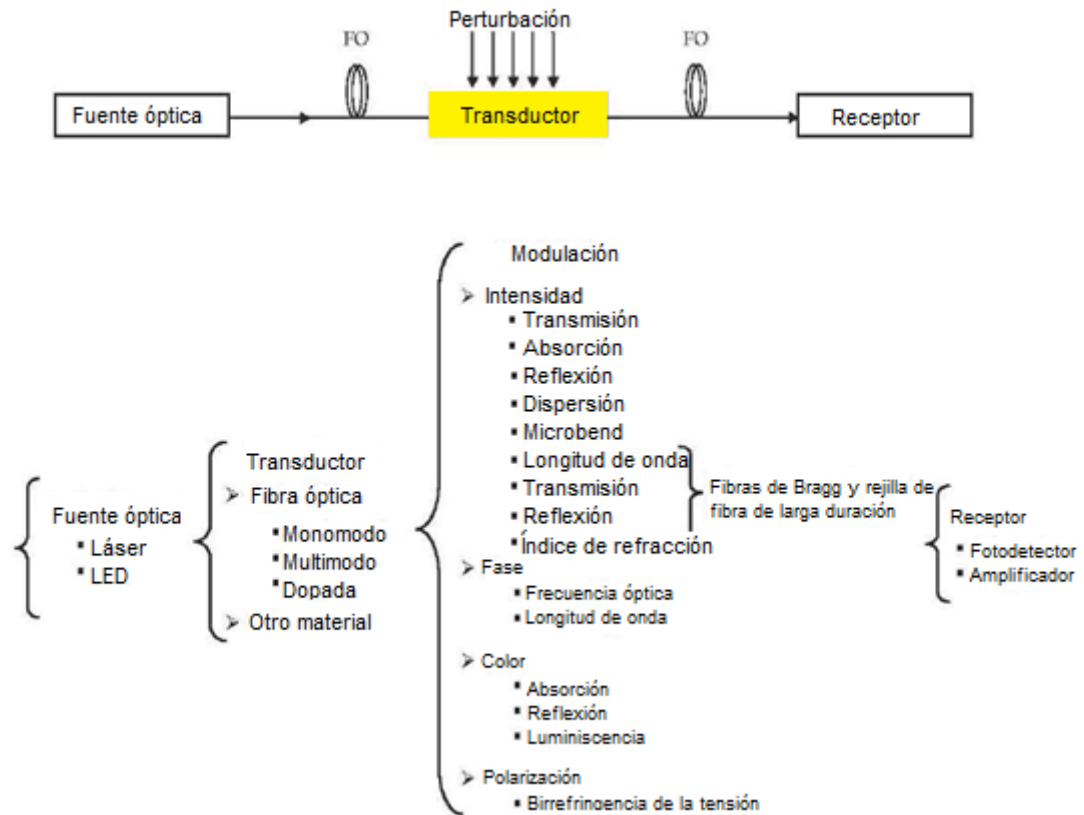 Perturbación
FO
FO
Fuente óptica
Transductor
Receptor
Fuente óptica
▪ Láser
▪ LED
Transductor
➢ Fibra óptica
▪ Monomodo
▪ Multimodo
▪ Dopada
➢ Otro material
Modulación
➢ Intensidad
▪ Transmisión
▪ Absorción
▪ Reflexión
▪ Dispersión
▪ Microbend
▪ Longitud de onda
▪ Transmisión
▪ Reflexión
▪ Índice de refracción
➢ Fase
▪ Frecuencia óptica
▪ Longitud de onda
➢ Color
▪ Absorción
▪ Reflexión
▪ Luminiscencia
➢ Polarización
▪ Birrefringencia de la tensión
Fibras de Bragg y rejilla de
fibra de larga duración
Receptor
▪ Fotodetector
▪ Amplificador